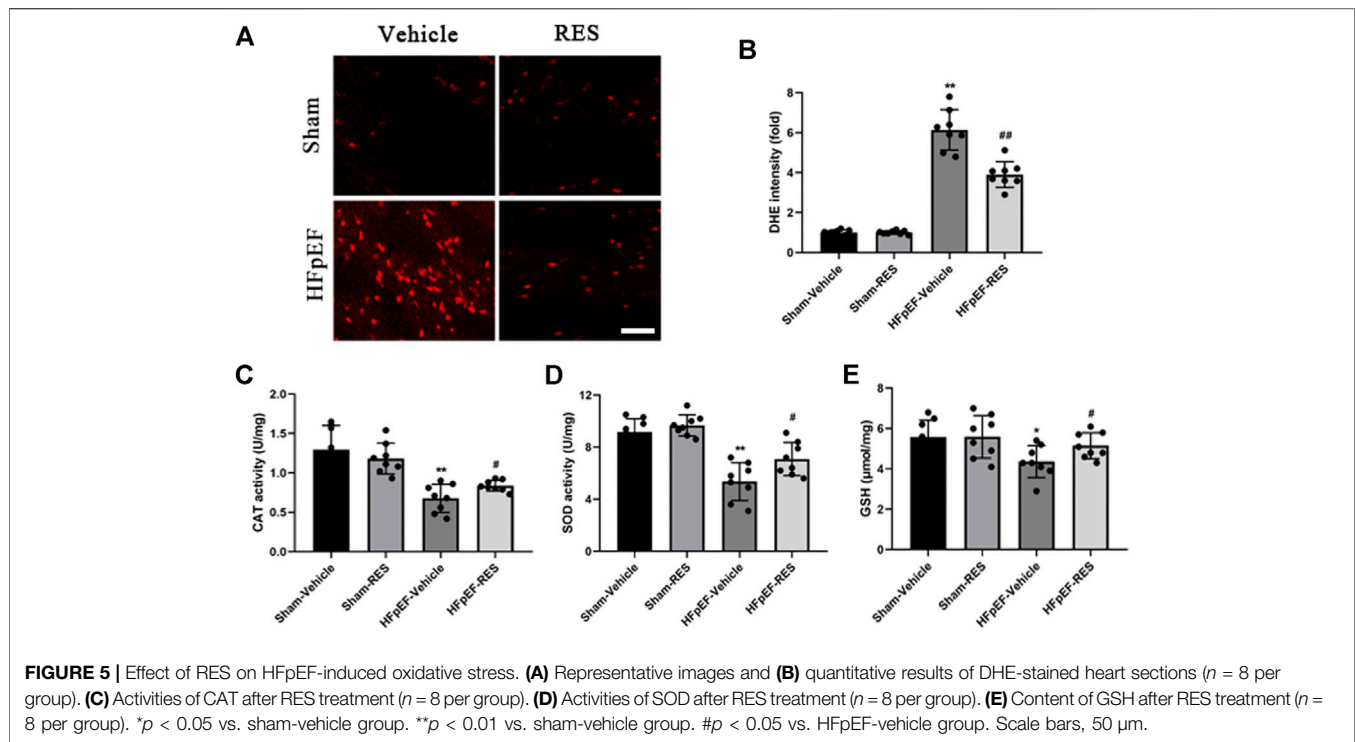 A
Vehicle
RES
Sham
HFpEF
B
DHE intensity (fold)
8
6
4
2
0
**
##
Sham-Vehicle
Sham-RES
HFpEF-Vehicle
HFpEF-RES
C
CAT activity (U/mg)
2.0
1.5
1.0
0.5
0.0
**
#
Sham-Vehicle
Sham-RES
HFpEF-Vehicle
HFpEF-RES
D
SOD activity (U/mg)
12
8
4
0
**
#
Sham-Vehicle
Sham-RES
HFpEF-Vehicle
HFpEF-RES
E
GSH (μmol/mg)
8
6
4
2
0
*
#
Sham-Vehicle
Sham-RES
HFpEF-Vehicle
HFpEF-RES
FIGURE 5 | Effect of RES on HFpEF-induced oxidative stress. (A) Representative images and (B) quantitative results of DHE-stained heart sections (n = 8 per
group). (C) Activities of CAT after RES treatment (n = 8 per group). (D) Activities of SOD after RES treatment (n = 8 per group). (E) Content of GSH after RES treatment (n =
8 per group). *p < 0.05 vs. sham-vehicle group. **p < 0.01 vs. sham-vehicle group. #p < 0.05 vs. HFpEF-vehicle group. Scale bars, 50 μm.